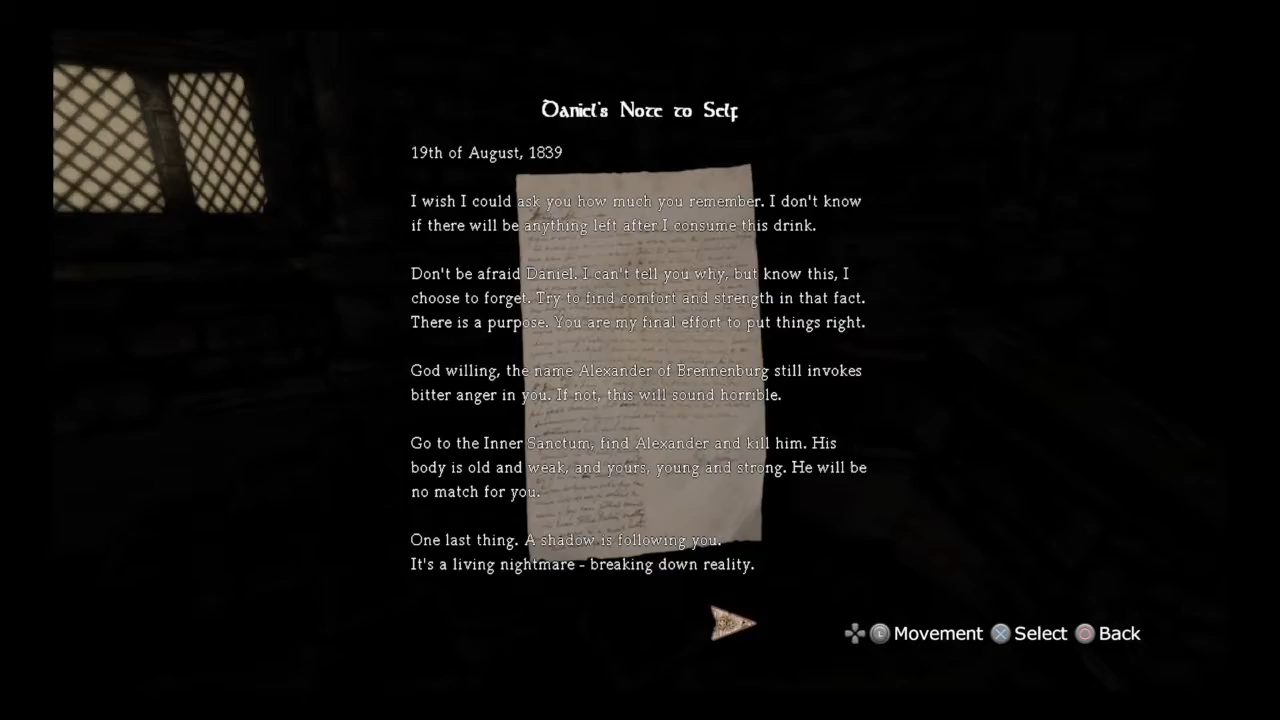 Daniel's Note to Self
19th of August, 1839
I wish I could ask you how much you remember. I don't know
if there will be anything left after I consume this drink.
Don't be afraid Daniel. I can't tell you why, but know this, I
choose to forget. Try to find comfort and strength in that fact.
There is a purpose. You are my final effort to put things right.
God willing, the name Alexander of Brennenburg still invokes
bitter anger in you. If not, this will sound horrible.
Go to the Inner Sanctum, find Alexander and kill him. His
body is old and weak, and yours, young and strong. He will be
no match for you.
One last thing. A shadow is following you.
It's a living nightmare - breaking down reality.
L Movement Select Back